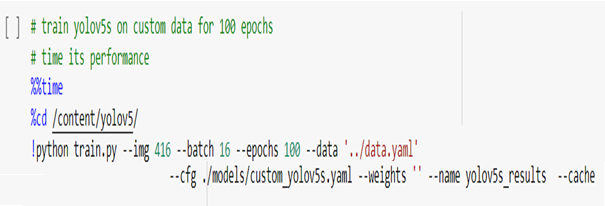 [ ] # train yolov5s on custom data for 100 epochs
# time its performance
%%time
%cd /content/yolov5/
!python train.py --img 416 --batch 16 --epochs 100 --data '../data.yaml'
--cfg ./models/custom_yolov5s.yaml --weights '' --name yolov5s_results --cache